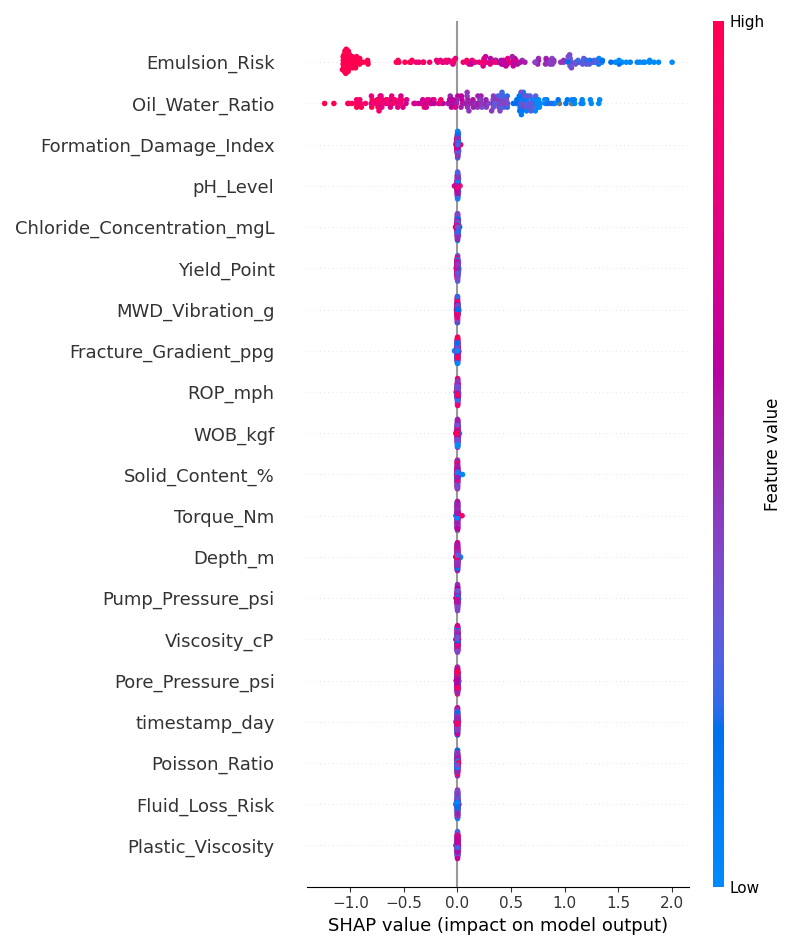 High
Emulsion_Risk
Oil_Water_Ratio
Formation_Damage_Index
pH_Level
Chloride_Concentration_mgL
Yield_Point
MWD_Vibration_g
Fracture_Gradient_ppg
ROP_mph
WOB_kgf
Solid_Content_%
Torque_Nm
Depth_m
Pump_Pressure_psi
Viscosity_cP
Pore_Pressure_psi
timestamp_day
Poisson_Ratio
Fluid_Loss_Risk
Plastic_Viscosity
Feature value
Low
−1.0 −0.5 0.0 0.5 1.0 1.5 2.0
SHAP value (impact on model output)